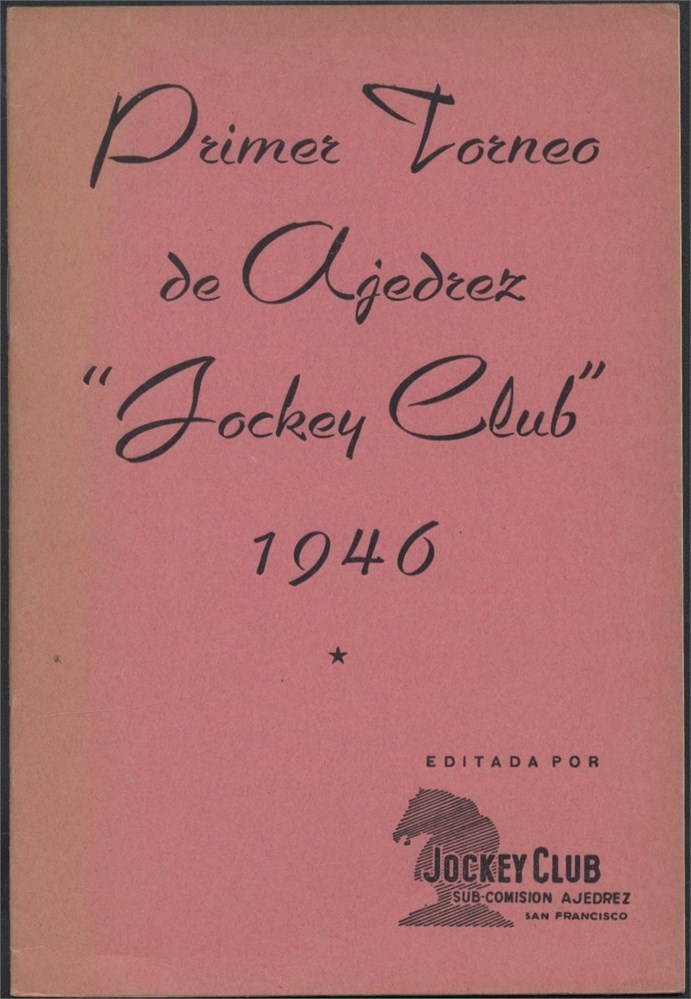 Primer Torneo
de Ajedrez
"Jockey Club"
1946
EDITADA POR
JOCKEY CLUB
SUB-COMISION AJEDREZ
SAN FRANCISCO